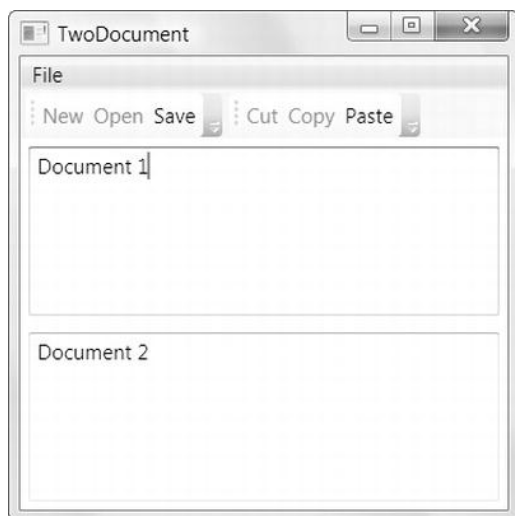 TwoDocument
File
New Open Save Cut Copy Paste
Document 1
Document 2